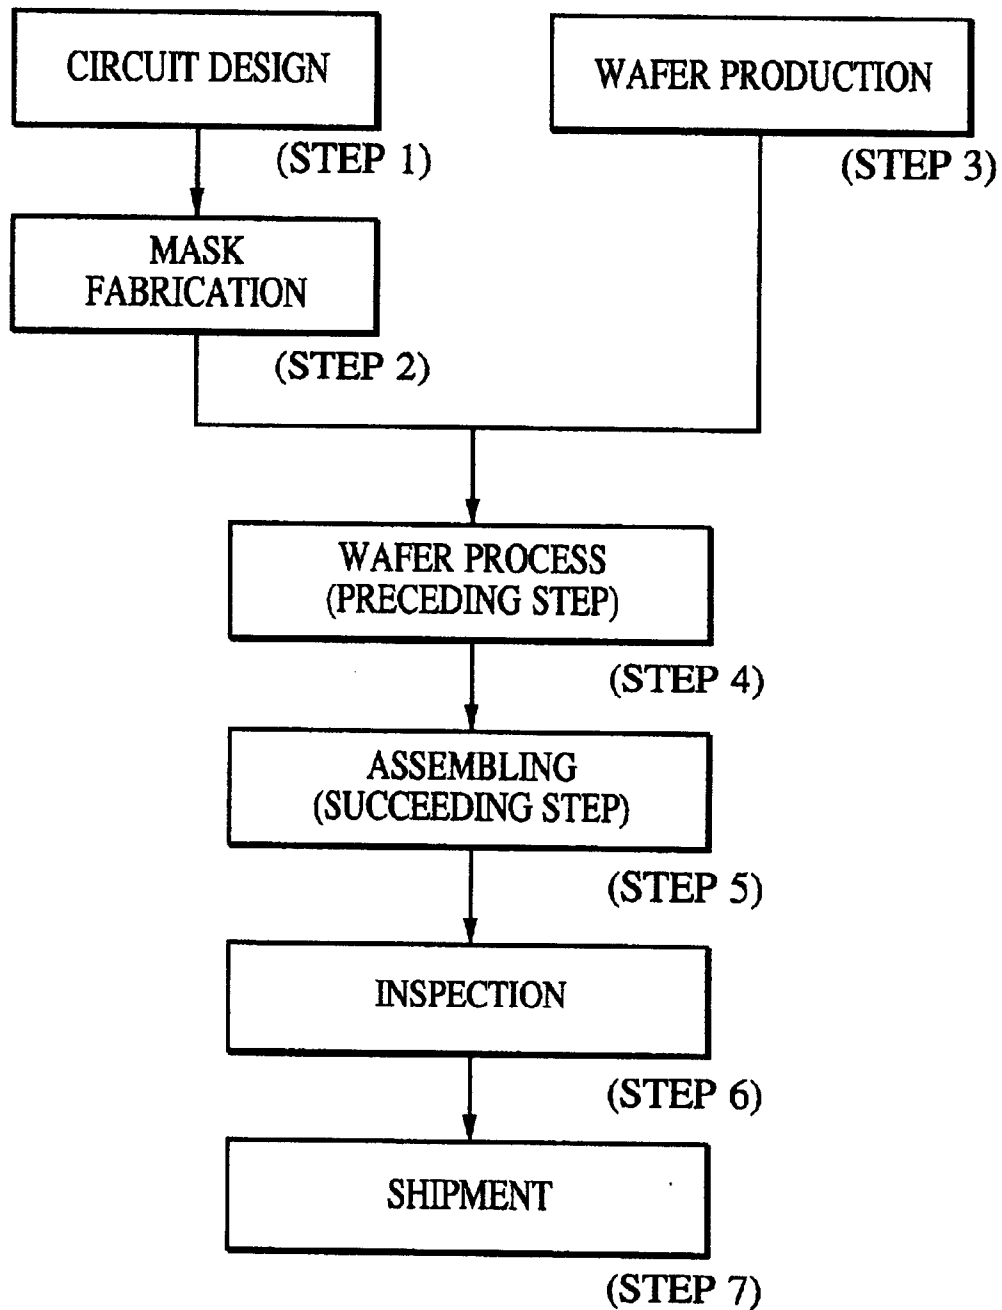 CIRCUIT DESIGN
(STEP 1)
MASK
FABRICATION
(STEP 2)
WAFER PRODUCTION
(STEP 3)
WAFER PROCESS
(PRECEDING STEP)
(STEP 4)
ASSEMBLING
(SUCCEEDING STEP)
(STEP 5)
INSPECTION
(STEP 6)
SHIPMENT
(STEP 7)